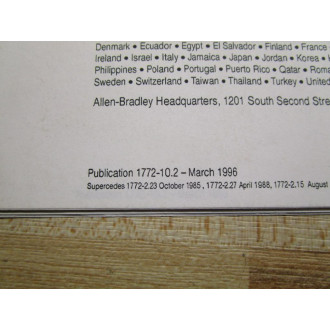 Denmark • Ecuador • Egypt • El Salvador • Finland • France •
Ireland • Israel • Italy • Jamaica • Japan • Jordan • Korea •
Philippines • Poland • Portugal • Puerto Rico • Qatar •
Sweden • Switzerland • Taiwan • Thailand • Turkey • United
Allen-Bradley Headquarters, 1201 South Second
Publication 1772-10.2 – March 1996
Supercedes 1772-2.23 October 1985, 1772-2.27 April 1988, 1772-2.15 August